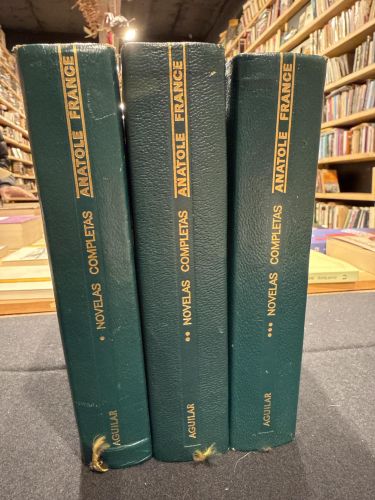 ANATOLE FRANCE
• NOVELAS COMPLETAS
AGUILAR
ANATOLE FRANCE
•• NOVELAS COMPLETAS
AGUILAR
ANATOLE FRANCE
••• NOVELAS COMPLETAS
AGUILAR